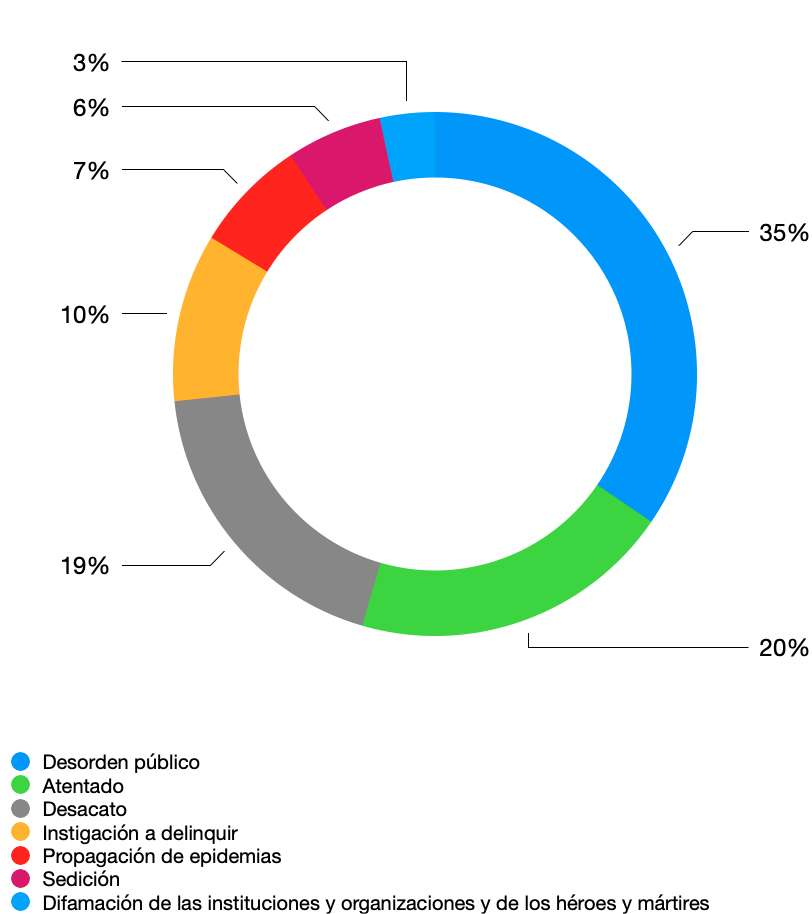 3%
6%
7%
35%
10%
19%
20%
Desorden público
Atentado
Desacato
Instigación a delinquir
Propagación de epidemias
Sedición
Difamación de las instituciones y organizaciones y de los héroes y mártires